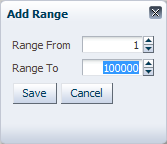 Add Range
Range From 1
Range To 100000
Save Cancel